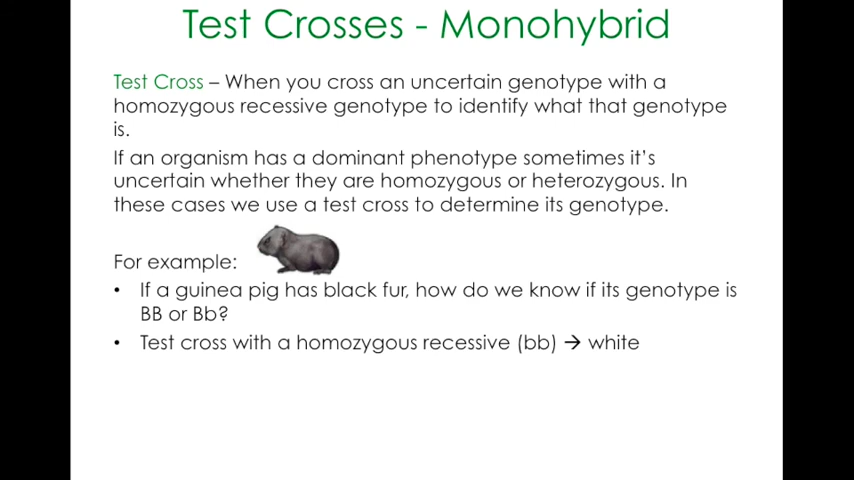 Test Crosses - Monohybrid
Test Cross – When you cross an uncertain genotype with a
homozygous recessive genotype to identify what that genotype
is.
If an organism has a dominant phenotype sometimes it's
uncertain whether they are homozygous or heterozygous. In
these cases we use a test cross to determine its genotype.
For example:
• If a guinea pig has black fur, how do we know if its genotype is
BB or Bb?
• Test cross with a homozygous recessive (bb) → white